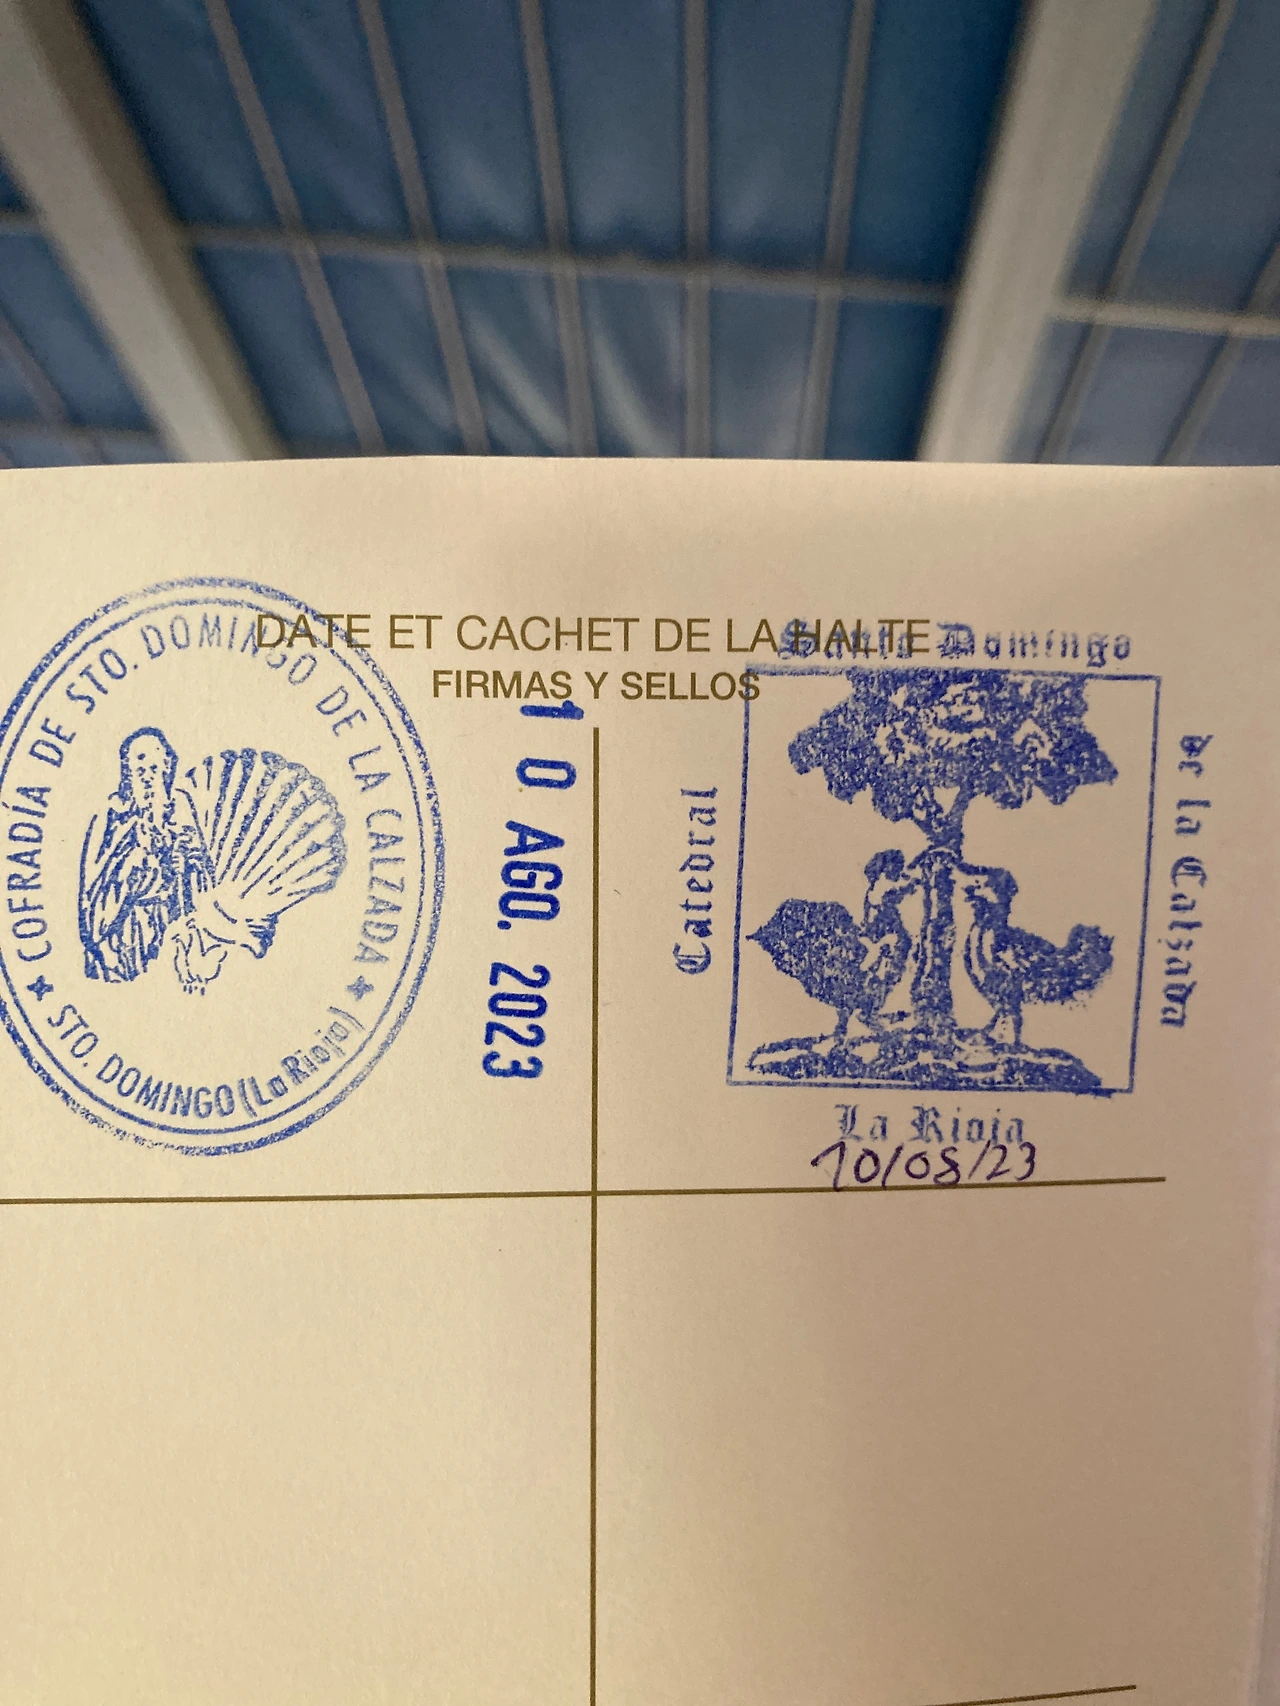 DATE ET CACHET DE LA HALTE
FIRMAS Y SELLOS
COFRADÍA DE STO. DOMINGO DE LA CALZADA
STO. DOMINGO (La Rioja)
10 AGO. 2023
Catedral
Santo Domingo
de la Calzada
La Rioja
10/08/23